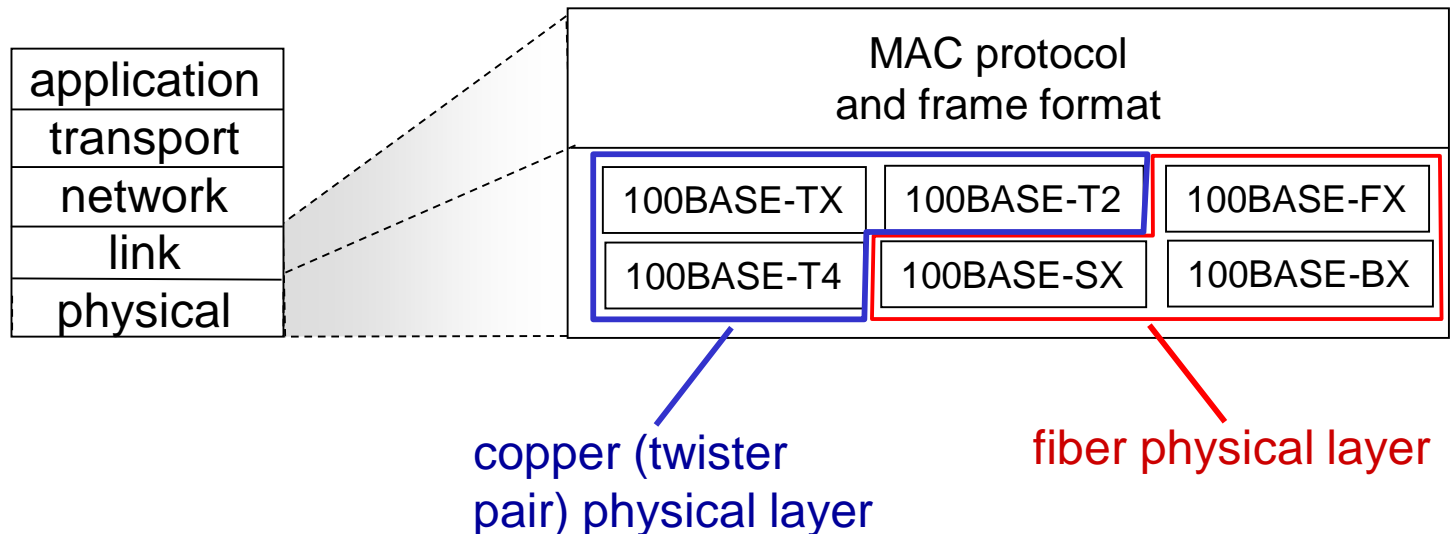 application
transport
network
link
physical
MAC protocol
and frame format
100BASE-TX
100BASE-T2
100BASE-FX
100BASE-T4
100BASE-SX
100BASE-BX
copper (twister
pair) physical layer
fiber physical layer